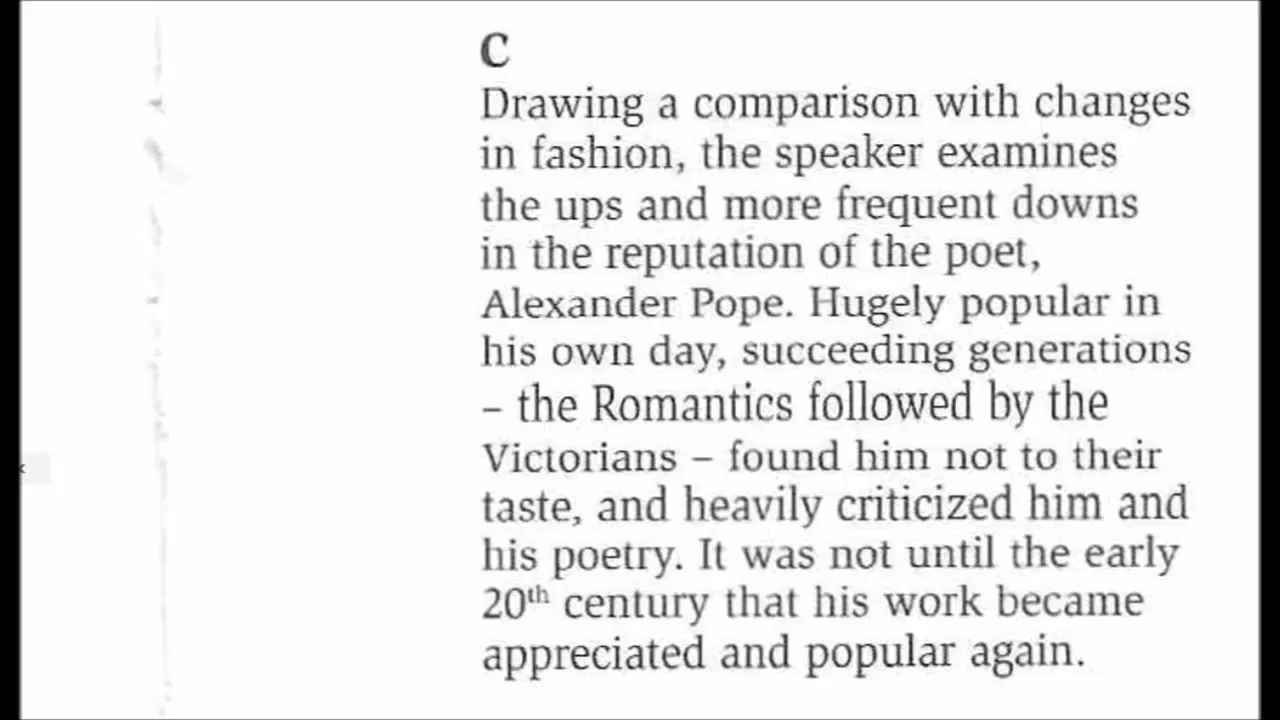 C
Drawing a comparison with changes
in fashion, the speaker examines
the ups and more frequent downs
in the reputation of the poet,
Alexander Pope. Hugely popular in
his own day, succeeding generations
– the Romantics followed by the
Victorians – found him not to their
taste, and heavily criticized him and
his poetry. It was not until the early
20th century that his work became
appreciated and popular again.